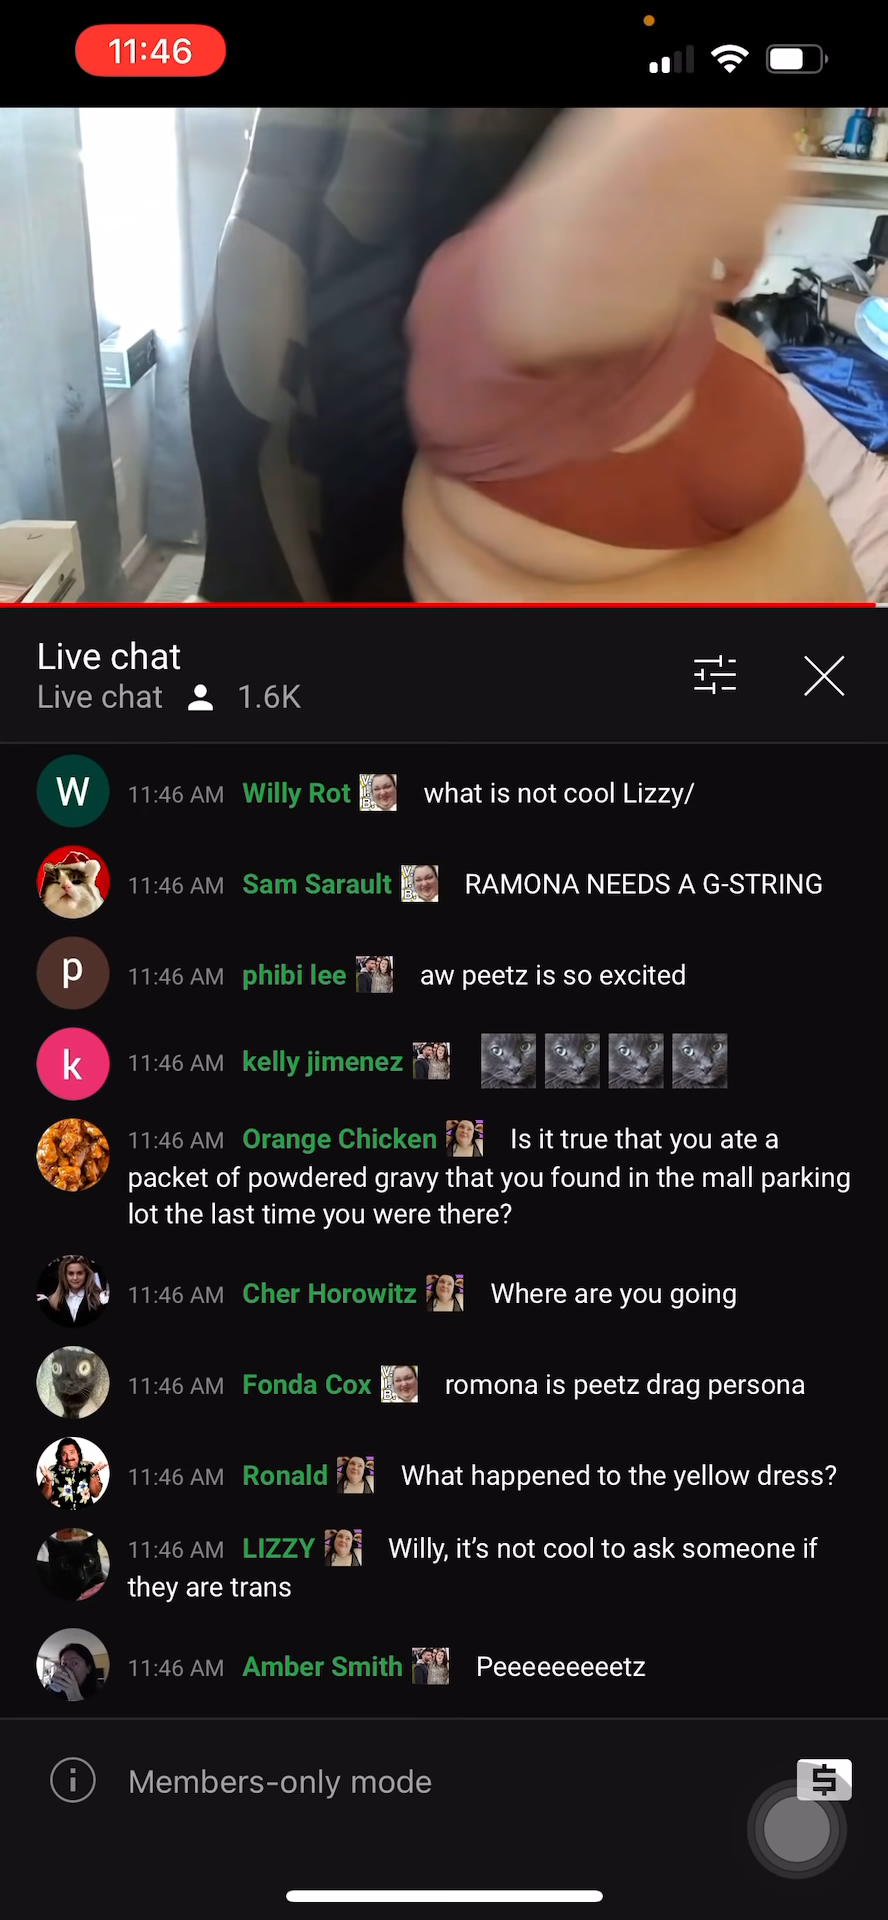 11:46
Live chat
Live chat 1.6K
W 11:46 AM Willy Rot what is not cool Lizzy/
11:46 AM Sam Sarault RAMONA NEEDS A G-STRING
p 11:46 AM phibi lee aw peetz is so excited
k 11:46 AM kelly jimenez
11:46 AM Orange Chicken Is it true that you ate a
packet of powdered gravy that you found in the mall parking
lot the last time you were there?
11:46 AM Cher Horowitz Where are you going
11:46 AM Fonda Cox romona is peetz drag persona
11:46 AM Ronald What happened to the yellow dress?
11:46 AM LIZZY Willy, it’s not cool to ask someone if
they are trans
11:46 AM Amber Smith Peeeeeeeeetz
Members-only mode